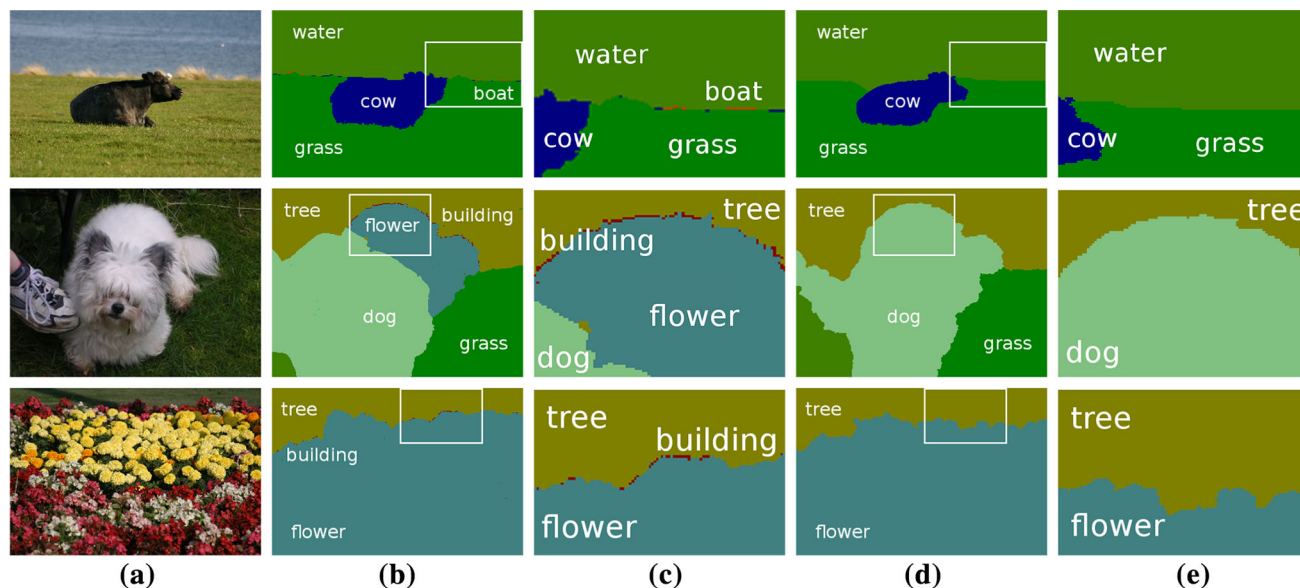 water
boat
cow
grass
water
boat
cow
grass
water
cow
grass
water
cow
grass
tree
building
flower
dog
grass
tree
building
flower
dog
tree
dog
grass
tree
dog
tree
building
flower
tree
building
flower
tree
flower
tree
flower
(a) (b) (c) (d) (e)